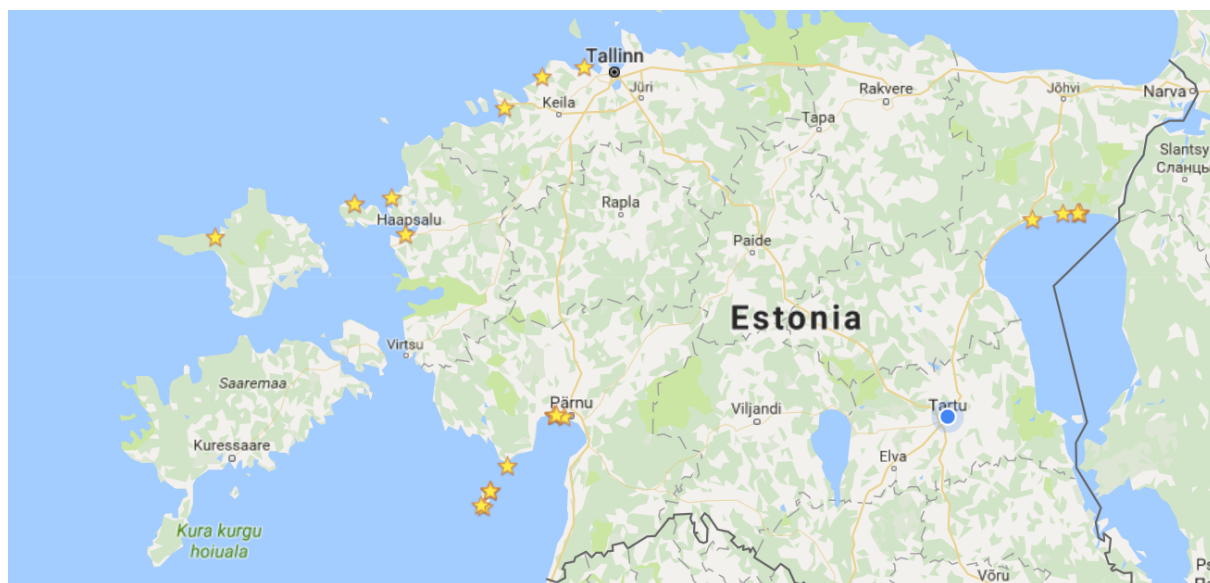 Tallinn
Narva
Jõhvi
Rakvere
Jüri
Keila
Tapa
Slantsy
Сланцы
Rapla
Haapsalu
Paide
Estonia
Virtsu
Saaremaa
Pärnu
Viljandi
Tartu
Kuressaare
Elva
Kura kurgu
hoiuala
Võru